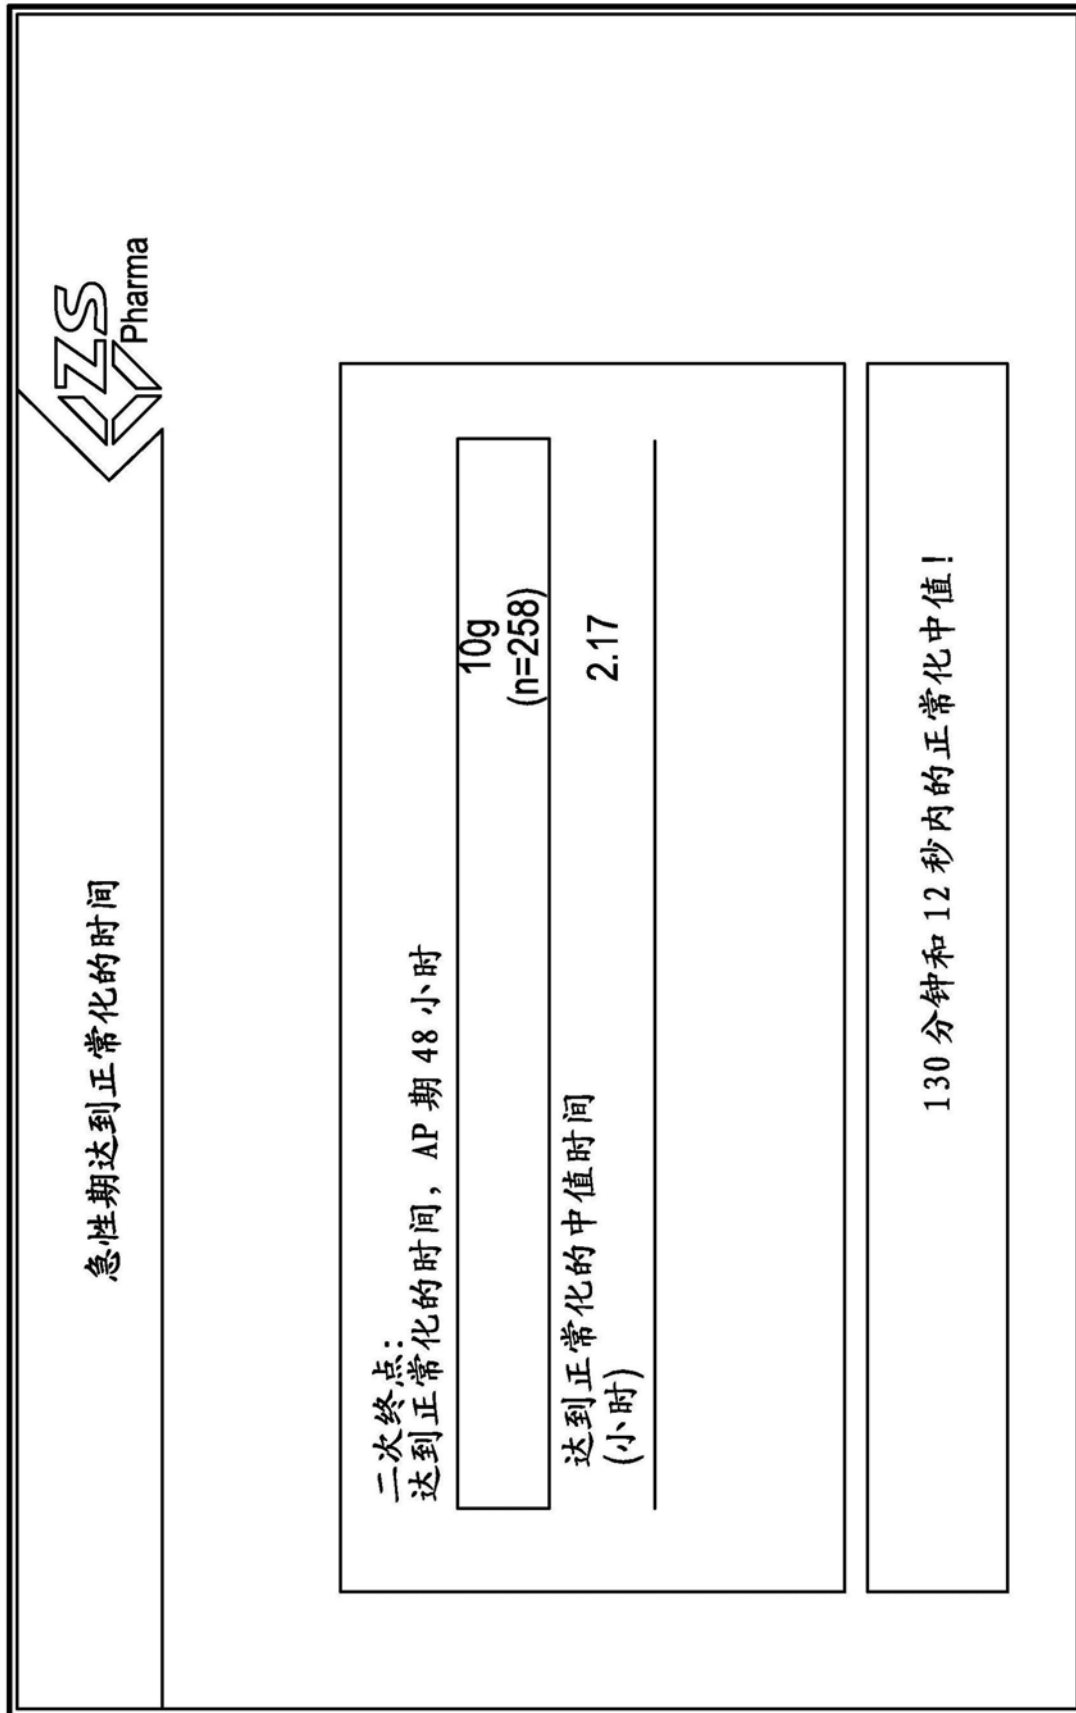 急性期达到正常化的时间
ZS
Pharma
二次终点：
达到正常化的时间，AP 期 48 小时
10g
(n=258)
达到正常化的中值时间
(小时)
2.17
130 分钟和 12 秒内的正常化中值！